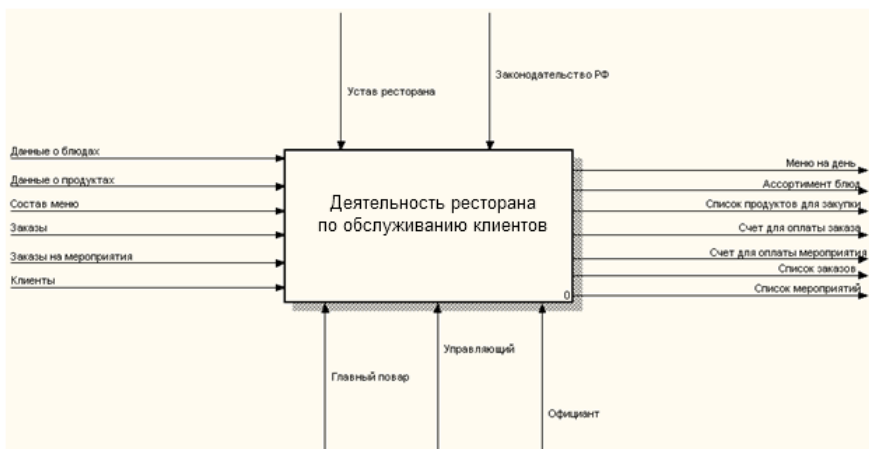 Устав ресторана
Законодательство РФ
Данные о блюдах
Данные о продуктах
Состав меню
Заказы
Заказы на мероприятия
Клиенты
Деятельность ресторана
по обслуживанию клиентов
0
Меню на день
Ассортимент блюд
Список продуктов для закупки
Счет для оплаты заказа
Счет для оплаты мероприятия
Список заказов
Список мероприятий
Главный повар
Управляющий
Официант